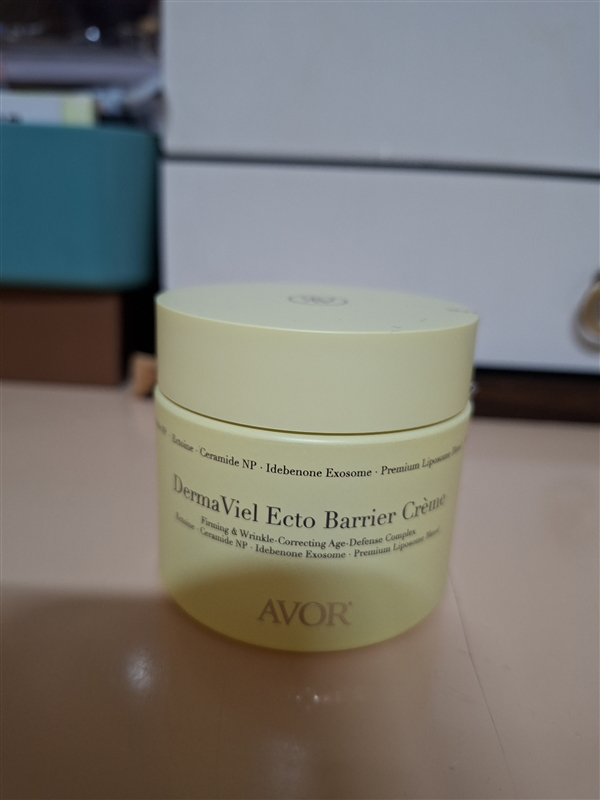 Ectoine · Ceramide NP · Idebenone Exosome · Premium Liposome
DermaViel Ecto Barrier Crème
Firming & Wrinkle-Correcting Age-Defense Complex
Ectoine · Ceramide NP · Idebenone Exosome · Premium Liposome
AVOR